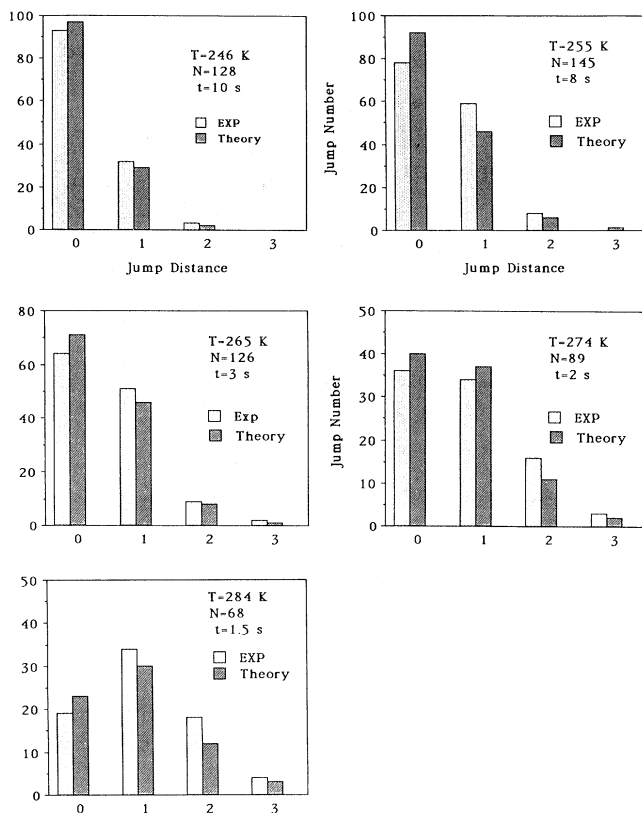 100
80
60
40
20
0
T=246 K
N=128
t=10 s
EXP
Theory
0 1 2 3
Jump Distance
100
80
60
40
20
0
Jump Number
T=255 K
N=145
t=8 s
EXP
Theory
0 1 2 3
Jump Distance
80
60
40
20
0
T=265 K
N=126
t=3 s
Exp
Theory
0 1 2 3
50
40
30
20
10
0
Jump Number
T=274 K
N=89
t=2 s
EXP
Theory
0 1 2 3
50
40
30
20
10
0
T=284 K
N=68
t=1.5 s
EXP
Theory
0 1 2 3